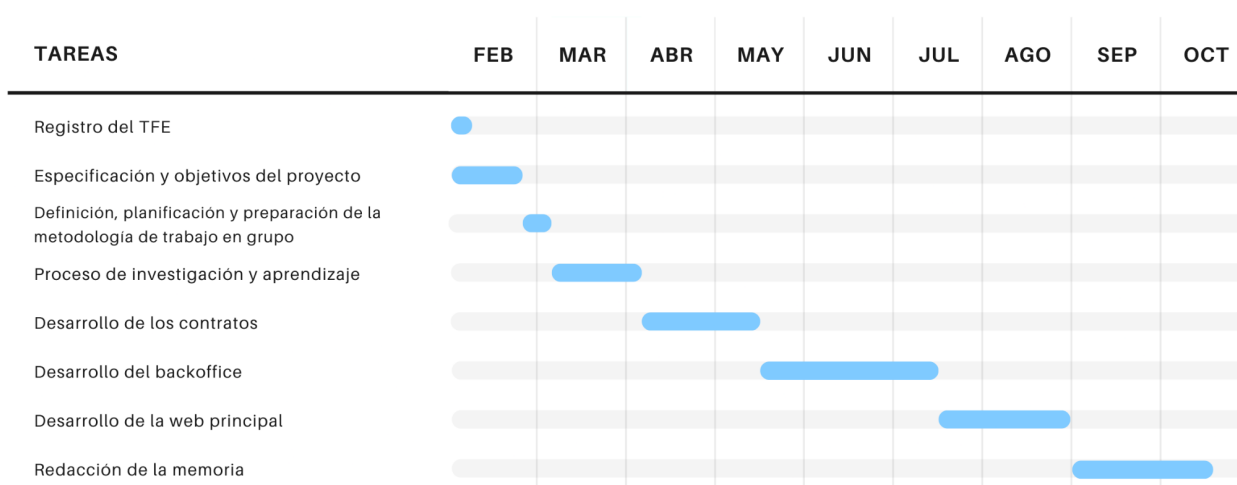 TAREAS FEB MAR ABR MAY JUN JUL AGO SEP OCT
Registro del TFE
Especificación y objetivos del proyecto
Definición, planificación y preparación de la
metodología de trabajo en grupo
Proceso de investigación y aprendizaje
Desarrollo de los contratos
Desarrollo del backoffice
Desarrollo de la web principal
Redacción de la memoria